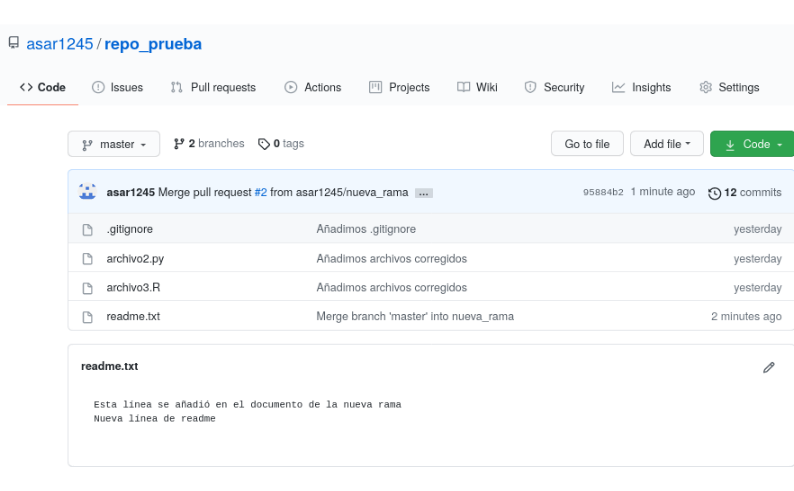 asar1245 / repo_prueba
Code Issues Pull requests Actions Projects Wiki Security Insights Settings
master 2 branches 0 tags Go to file Add file Code
asar1245 Merge pull request #2 from asar1245/nueva_rama ... 95884b2 1 minute ago 12 commits
.gitignore Añadimos .gitignore yesterday
archivo2.py Añadimos archivos corregidos yesterday
archivo3.R Añadimos archivos corregidos yesterday
readme.txt Merge branch 'master' into nueva_rama 2 minutes ago
readme.txt
Esta línea se añadió en el documento de la nueva rama
Nueva línea de readme